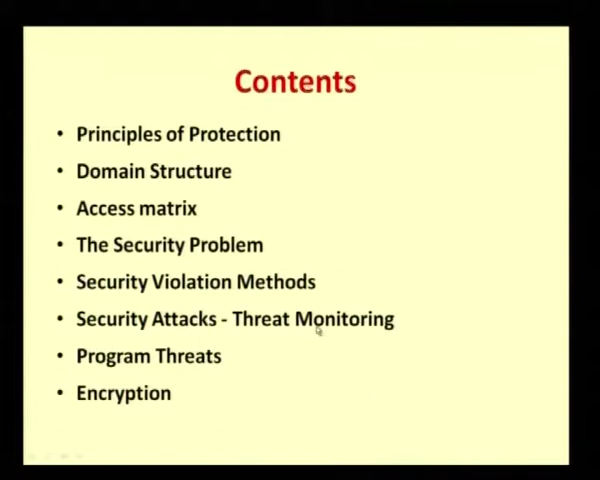 Contents
• Principles of Protection
• Domain Structure
• Access matrix
• The Security Problem
• Security Violation Methods
• Security Attacks - Threat Monitoring
• Program Threats
• Encryption